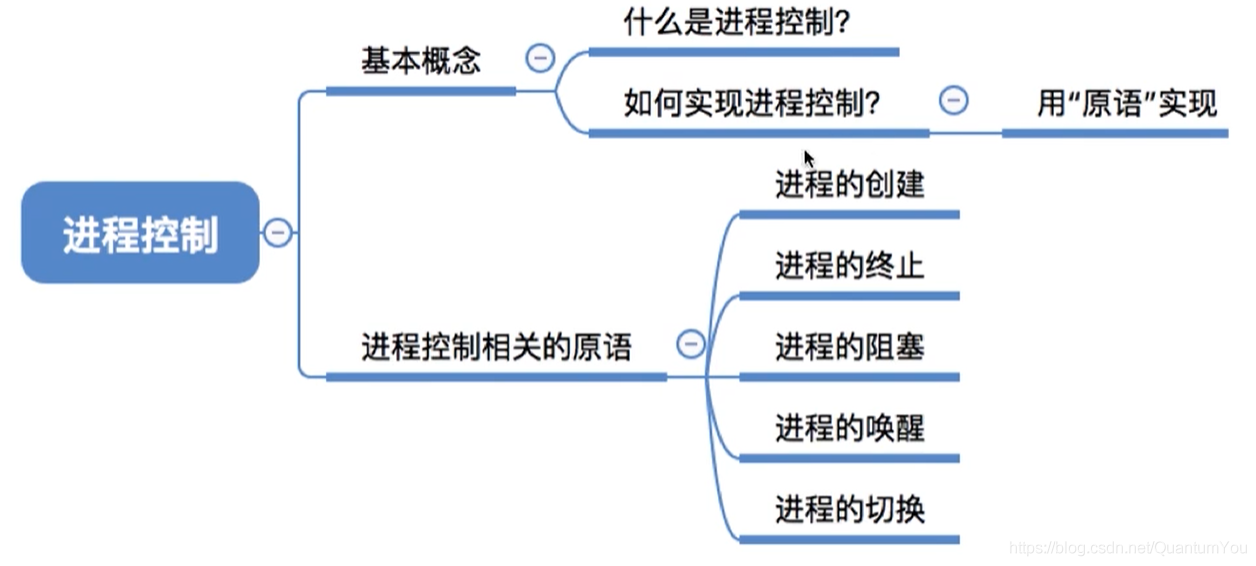 什么是进程控制?
基本概念
如何实现进程控制?
用“原语”实现
进程控制
进程控制相关的原语
进程的创建
进程的终止
进程的阻塞
进程的唤醒
进程的切换
https://blog.csdn.net/QuantumYou